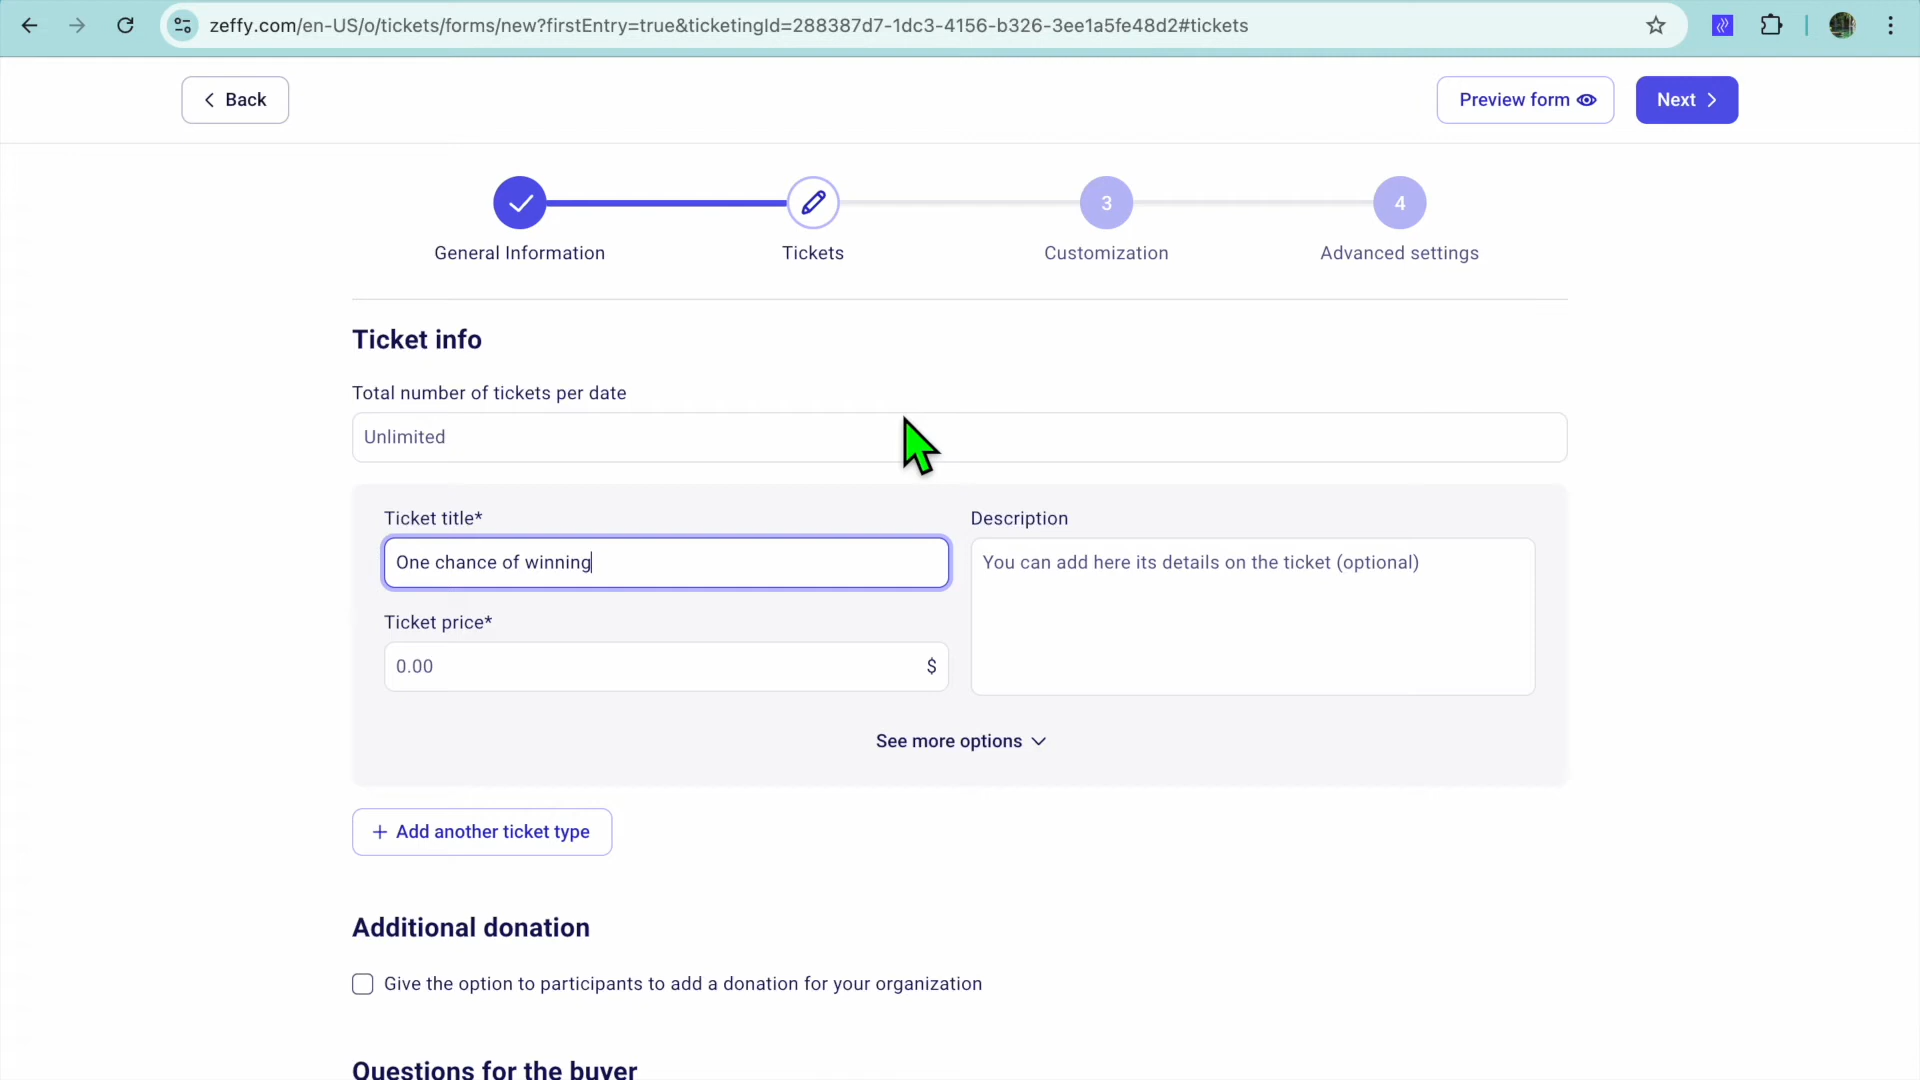 zeffy.com/en-US/o/tickets/forms/new?firstEntry=true&ticketingId=288387d7-1dc3-4156-b326-3ee1a5fe48d2#tickets
Back
Preview form
Next
3
4
General Information
Tickets
Customization
Advanced settings
Ticket info
Total number of tickets per date
Unlimited
Ticket title*
Description
One chance of winning
You can add here its details on the ticket (optional)
Ticket price*
0.00
$
See more options
+ Add another ticket type
Additional donation
Give the option to participants to add a donation for your organization
Questions for the buyer